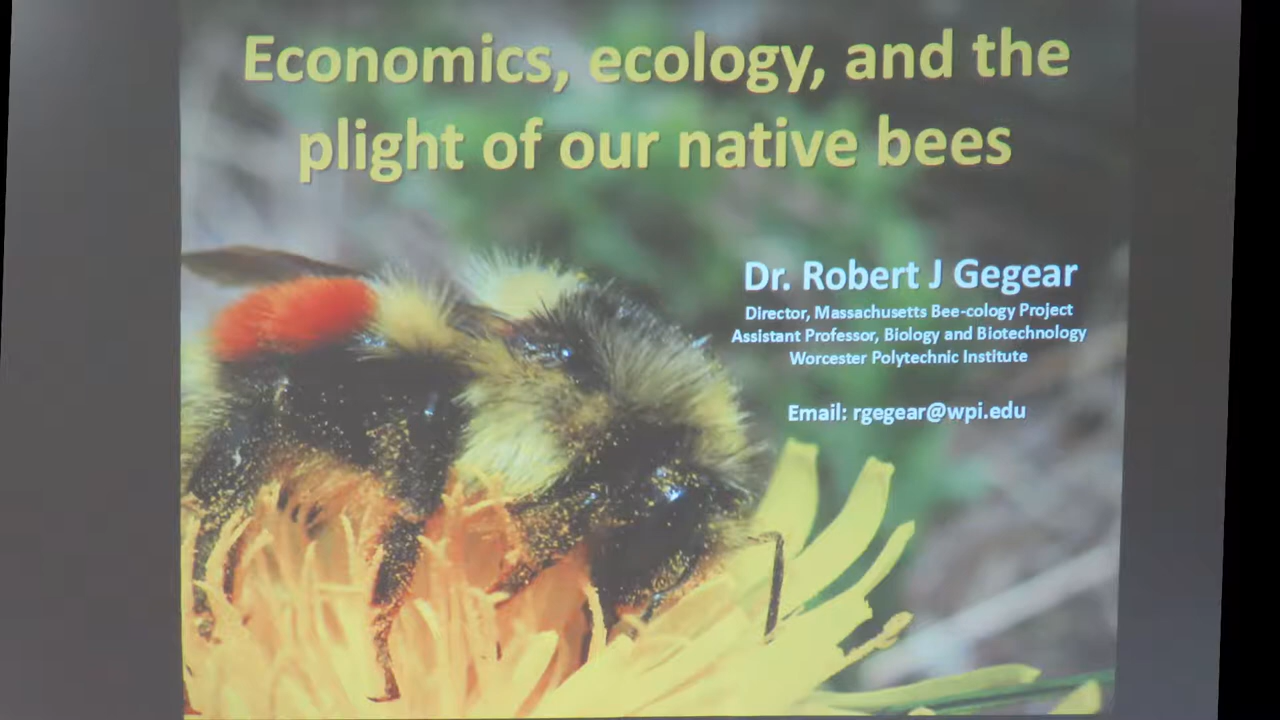 Economics, ecology, and the
plight of our native bees
Dr. Robert J Gegear
Director, Massachusetts Bee-cology Project
Assistant Professor, Biology and Biotechnology
Worcester Polytechnic Institute
Email: rgegear@wpi.edu